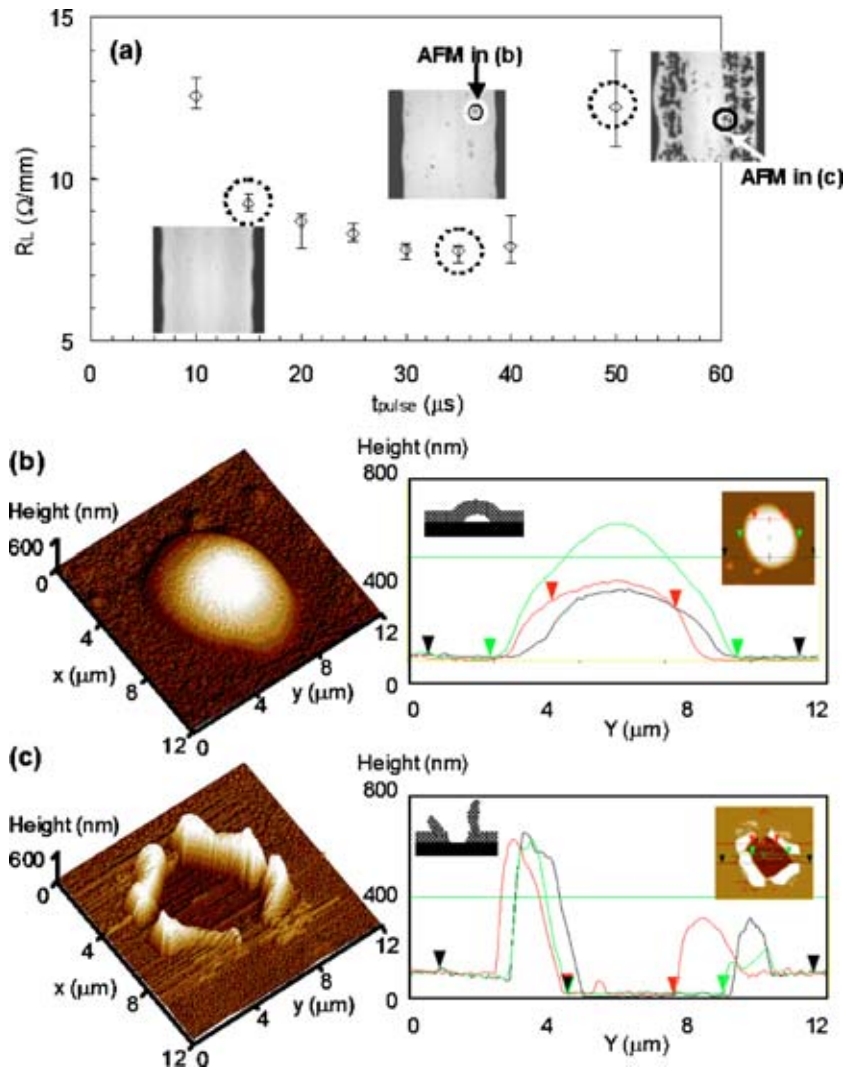 (a)
AFM in (b)
AFM in (c)
15
10
5
RL (Ω/mm)
0 10 20 30 40 50 60
tpulse (μs)
(b)
Height (nm)
600
0
4
8
12
x (μm)
0
4
8
y (μm)
12
Height (nm)
800
400
0
0 4 8 12
Y (μm)
(c)
Height (nm)
600
0
4
8
12
x (μm)
0
4
8
y (μm)
12
Height (nm)
800
400
0
0 4 8 12
Y (μm)